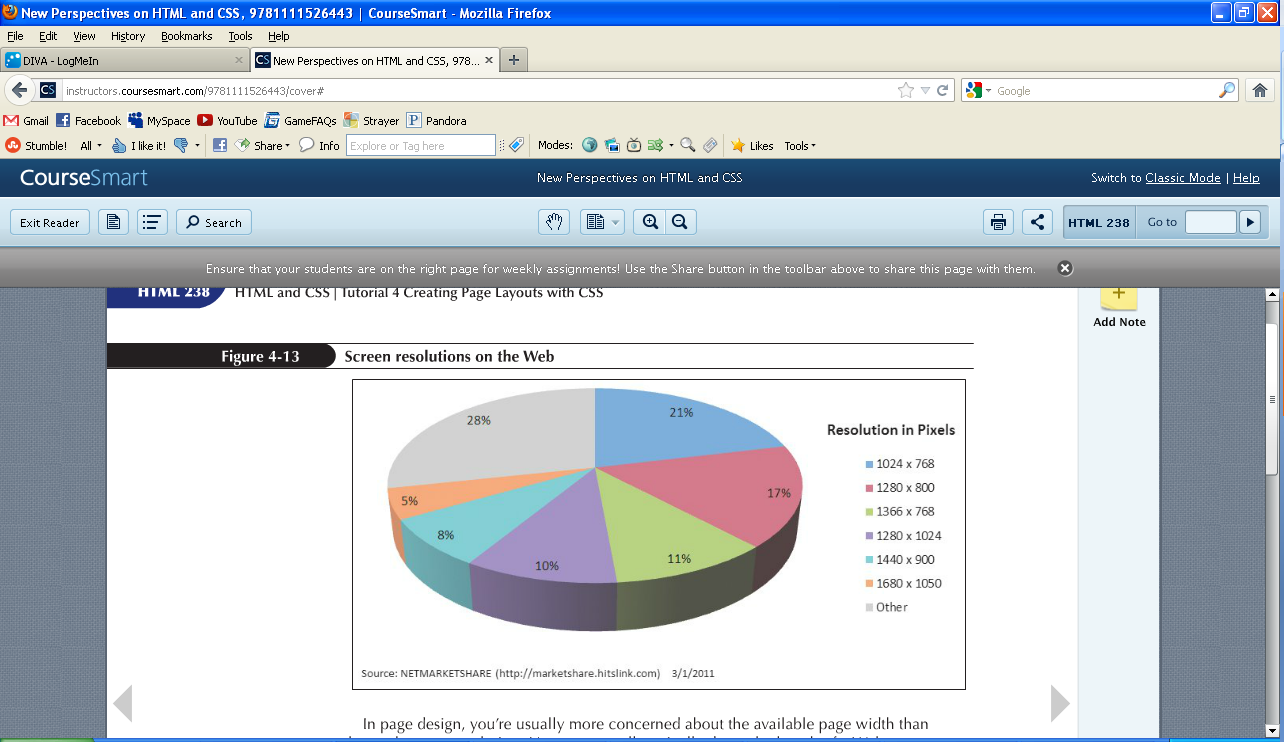 New Perspectives on HTML and CSS, 9781111526443 | CourseSmart - Mozilla Firefox
File Edit View History Bookmarks Tools Help
DIVA - LogMeIn
New Perspectives on HTML and CSS, 978...
instructors.coursesmart.com/9781111526443/cover#
Google
Gmail Facebook MySpace YouTube GameFAQs Strayer Pandora
Stumble! All I like it! Share Info Explore or Tag here Modes: Likes Tools
CourseSmart New Perspectives on HTML and CSS Switch to Classic Mode | Help
Exit Reader Search HTML 238 Go to
Ensure that your students are on the right page for weekly assignments! Use the Share button in the toolbar above to share this page with them.
HTML 238 HTML and CSS | Tutorial 4 Creating Page Layouts with CSS
Add Note
Figure 4-13 Screen resolutions on the Web
21%
17%
11%
10%
8%
5%
28%
Resolution in Pixels
1024 x 768
1280 x 800
1366 x 768
1280 x 1024
1440 x 900
1680 x 1050
Other
Source: NETMARKETSHARE (http://marketshare.hitslink.com) 3/1/2011
In page design, you're usually more concerned about the available page width than